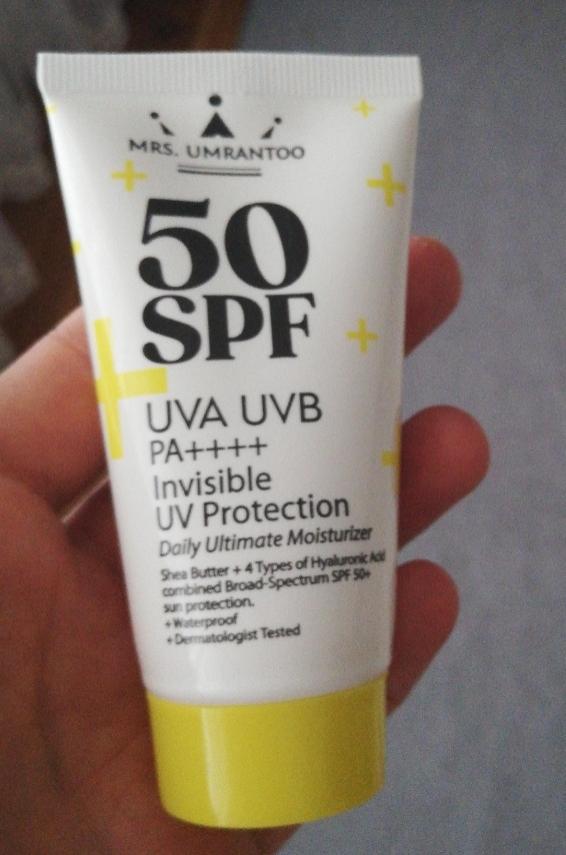 MRS. UMRANTOO
50
SPF
UVA UVB
PA++++
Invisible
UV Protection
Daily Ultimate Moisturizer
Shea Butter + 4 Types of Hyaluronic Acid
combined Broad-Spectrum SPF 50+
sun protection.
+Waterproof
+Dermatologist Tested